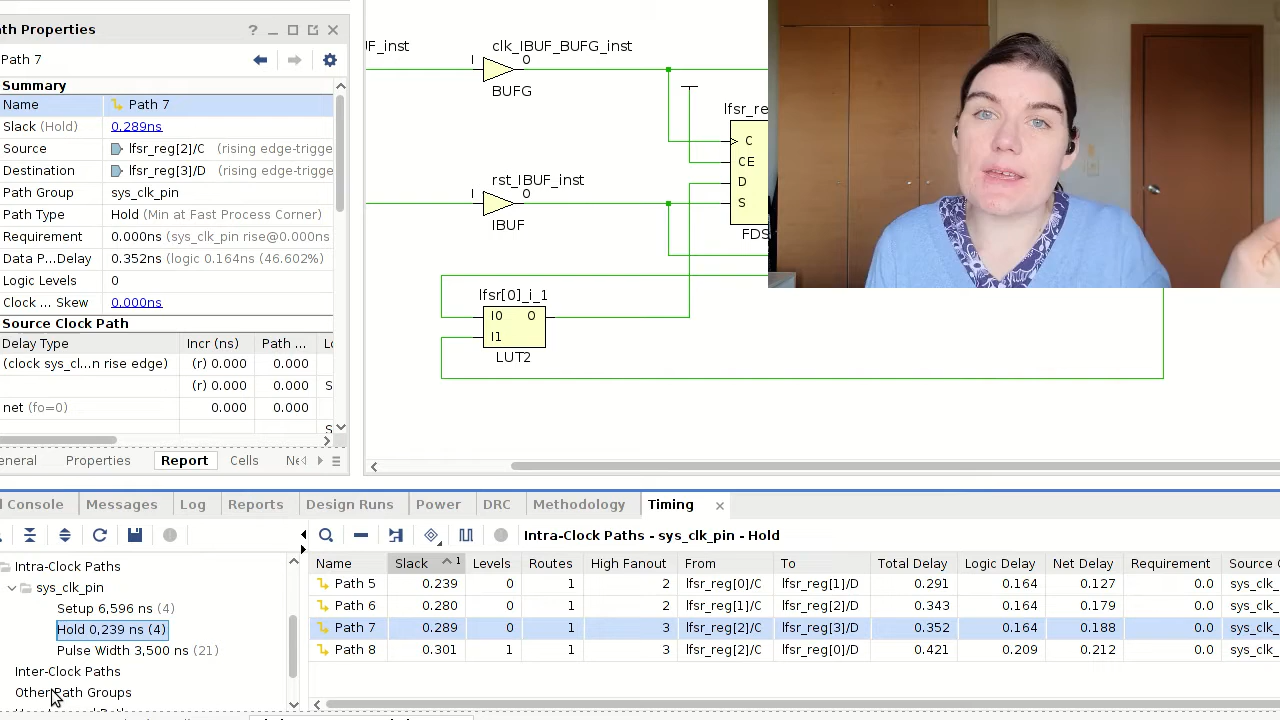 ath Properties
?
Path 7
Summary
Name Path 7
Slack (Hold) 0.289ns
Source lfsr_reg[2]/C (rising edge-trigge
Destination lfsr_reg[3]/D (rising edge-trigge
Path Group sys_clk_pin
Path Type Hold (Min at Fast Process Corner)
Requirement 0.000ns (sys_clk_pin rise@0.000ns
Data P...Delay 0.352ns (logic 0.164ns (46.602%)
Logic Levels 0
Clock ... Skew 0.000ns
Source Clock Path
Delay Type Incr (ns) Path ... Lo
(clock sys_cl...n rise edge) (r) 0.000 0.000
(r) 0.000 0.000 S
net (fo=0) 0.000 0.000
S
eneral Properties Report Cells Ne
JF_inst
clk_IBUF_BUFG_inst
I O
BUFG
lfsr_re
C
CE
D
S
FDS
rst_IBUF_inst
I O
IBUF
lfsr[0]_i_1
I0 O
I1
LUT2
l Console Messages Log Reports Design Runs Power DRC Methodology Timing
Intra-Clock Paths - sys_clk_pin - Hold
Intra-Clock Paths
sys_clk_pin
Setup 6,596 ns (4)
Hold 0,239 ns (4)
Pulse Width 3,500 ns (21)
Inter-Clock Paths
Other Path Groups
Name Slack 1 Levels Routes High Fanout From To Total Delay Logic Delay Net Delay Requirement Source C
Path 5 0.239 0 1 2 lfsr_reg[0]/C lfsr_reg[1]/D 0.291 0.164 0.127 0.0 sys_clk_pin
Path 6 0.280 0 1 2 lfsr_reg[1]/C lfsr_reg[2]/D 0.343 0.164 0.179 0.0 sys_clk_pin
Path 7 0.289 0 1 3 lfsr_reg[2]/C lfsr_reg[3]/D 0.352 0.164 0.188 0.0 sys_clk_pin
Path 8 0.301 1 1 3 lfsr_reg[2]/C lfsr_reg[0]/D 0.421 0.209 0.212 0.0 sys_clk_pin